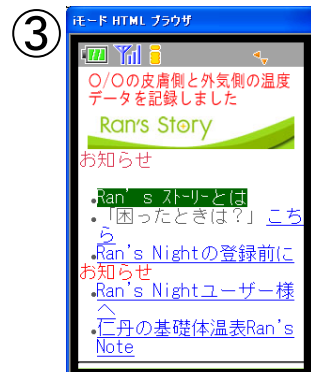 ③
iモード HTML ブラウザ
〇/〇の皮膚側と外気側の温度
データを記録しました
Ran's Story
お知らせ
Ran's ストーリーとは
「困ったときは？」 こち
ら
Ran's Nightの登録前に
お知らせ
Ran's Nightユーザー様
へ
仁丹の基礎体温表Ran's
Note